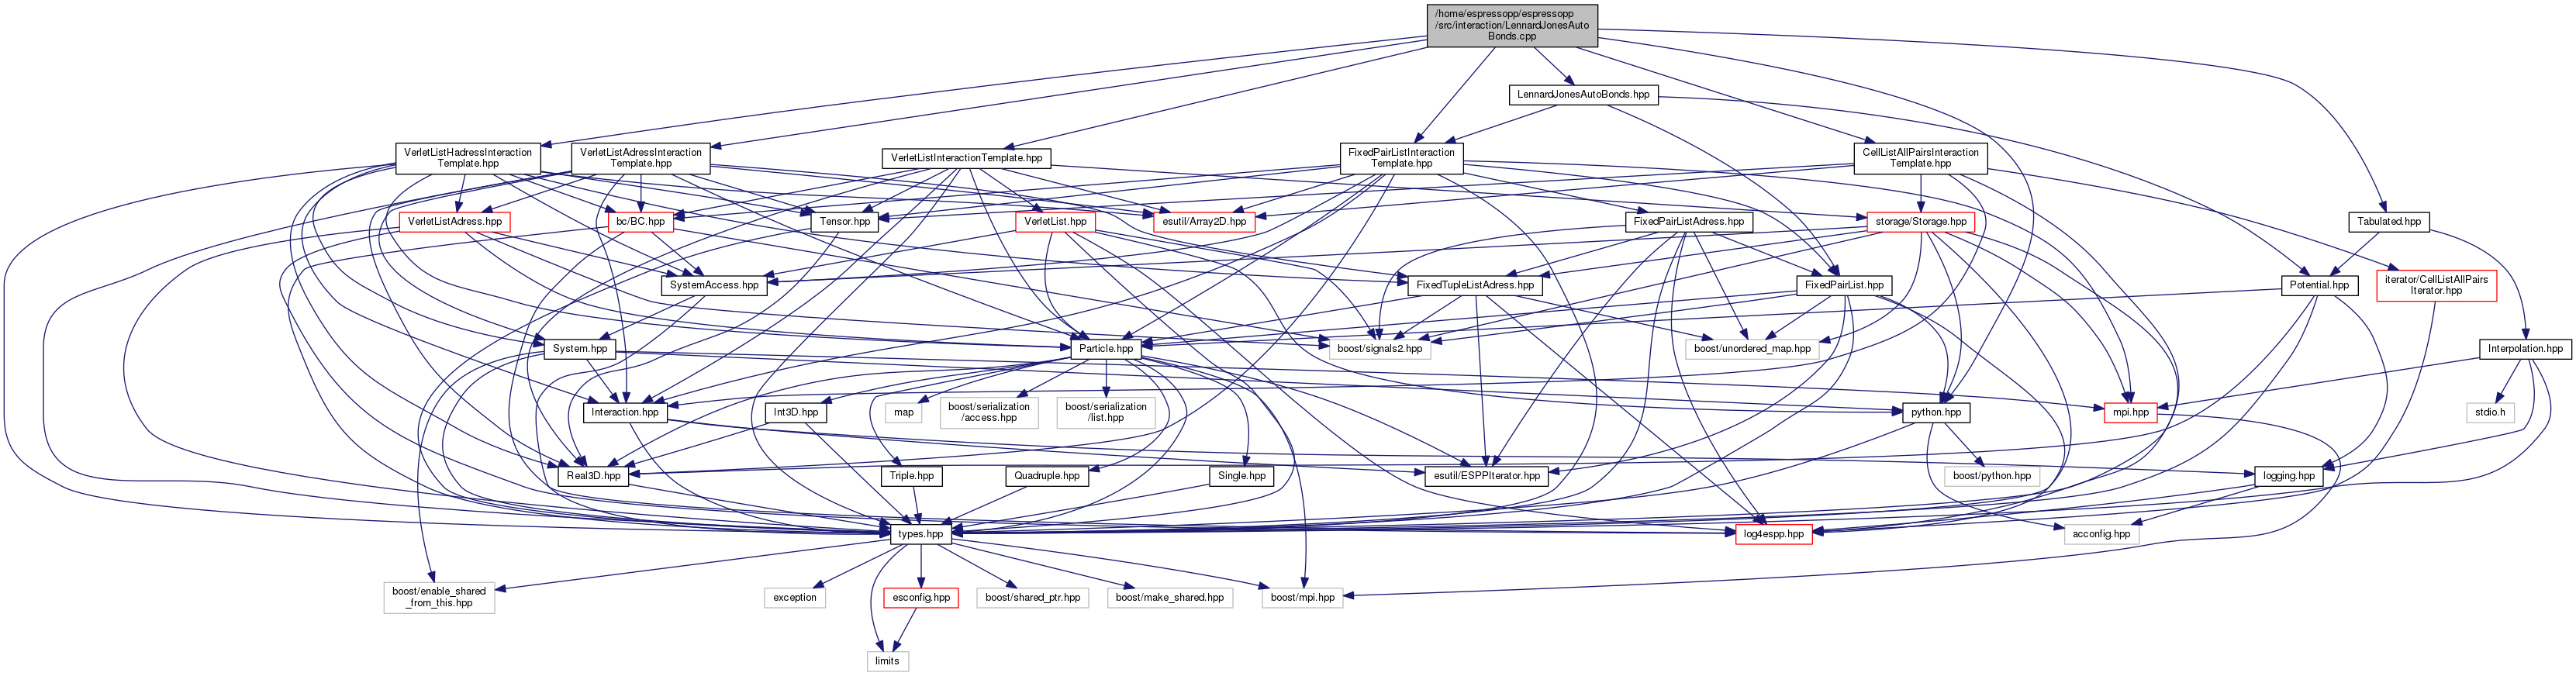 /home/espressopp/espressopp
/src/interaction/LennardJonesAuto
Bonds.cpp
LennardJonesAutoBonds.hpp
VerletListHadressInteraction
Template.hpp
VerletListAdressInteraction
Template.hpp
VerletListInteractionTemplate.hpp
FixedPairListInteraction
Template.hpp
CellListAllPairsInteraction
Template.hpp
VerletListAdress.hpp
bc/BC.hpp
Tensor.hpp
VerletList.hpp
esutil/Array2D.hpp
FixedPairListAdress.hpp
storage/Storage.hpp
Tabulated.hpp
SystemAccess.hpp
FixedTupleListAdress.hpp
FixedPairList.hpp
iterator/CellListAllPairs
Iterator.hpp
Potential.hpp
System.hpp
Particle.hpp
boost/signals2.hpp
boost/unordered_map.hpp
Interpolation.hpp
Interaction.hpp
Int3D.hpp
map
boost/serialization
/access.hpp
boost/serialization
/list.hpp
python.hpp
mpi.hpp
stdio.h
Real3D.hpp
Triple.hpp
Quadruple.hpp
Single.hpp
esutil/ESPPIterator.hpp
boost/python.hpp
logging.hpp
types.hpp
log4espp.hpp
acconfig.hpp
boost/enable_shared
_from_this.hpp
exception
esconfig.hpp
boost/shared_ptr.hpp
boost/make_shared.hpp
boost/mpi.hpp
limits